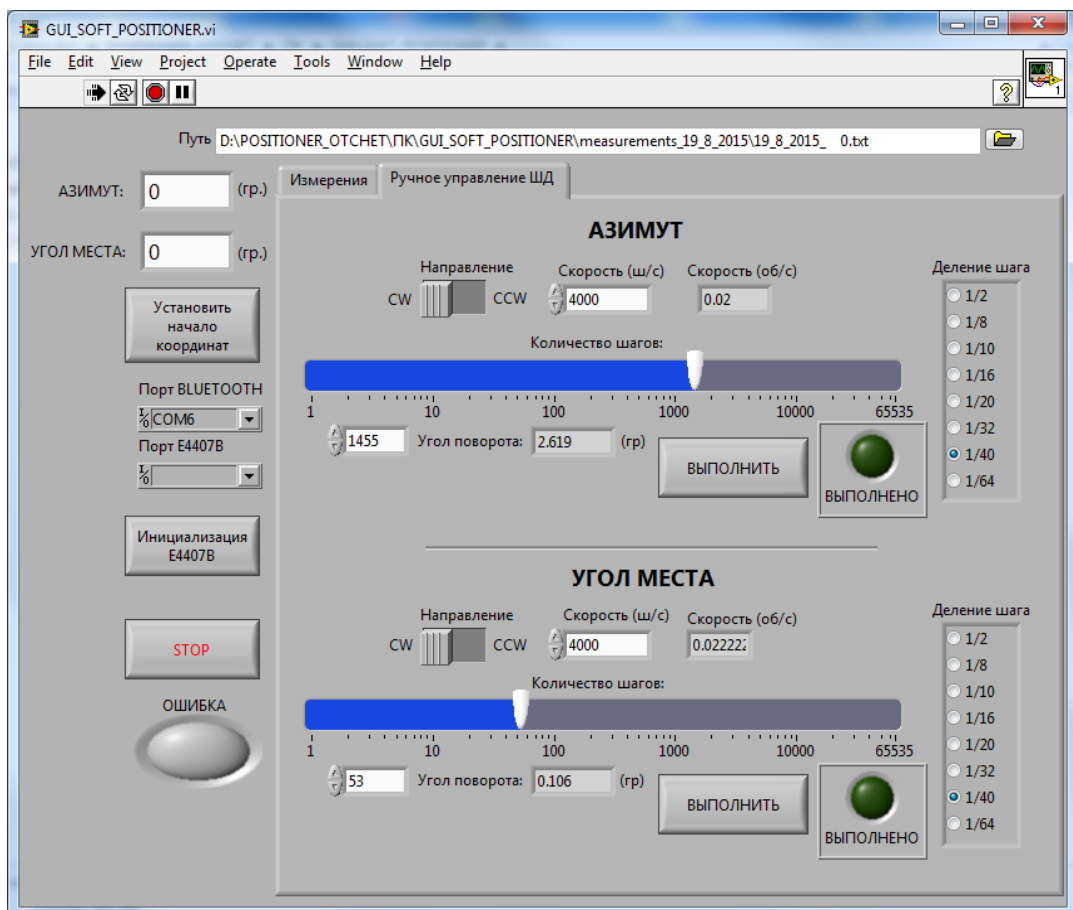 GUI_SOFT_POSITIONER.vi
File Edit View Project Operate Tools Window Help
1
Путь D:\POSITIONER_OTCHET\ПК\GUI_SOFT_POSITIONER\measurements_19_8_2015\19_8_2015_ 0.txt
АЗИМУТ: 0 (гр.)
УГОЛ МЕСТА: 0 (гр.)
Установить
начало
координат
Порт BLUETOOTH
COM6
Порт E4407B
Инициализация
E4407B
STOP
ОШИБКА
Измерения Ручное управление ШД
АЗИМУТ
Направление Скорость (ш/с) Скорость (об/с)
CW CCW 4000 0.02
Количество шагов:
1 10 100 1000 10000 65535
1455 Угол поворота: 2.619 (гр)
ВЫПОЛНИТЬ
ВЫПОЛНЕНО
Деление шага
1/2
1/8
1/10
1/16
1/20
1/32
1/40
1/64
УГОЛ МЕСТА
Направление Скорость (ш/с) Скорость (об/с)
CW CCW 4000 0.022222
Количество шагов:
1 10 100 1000 10000 65535
53 Угол поворота: 0.106 (гр)
ВЫПОЛНИТЬ
ВЫПОЛНЕНО
Деление шага
1/2
1/8
1/10
1/16
1/20
1/32
1/40
1/64